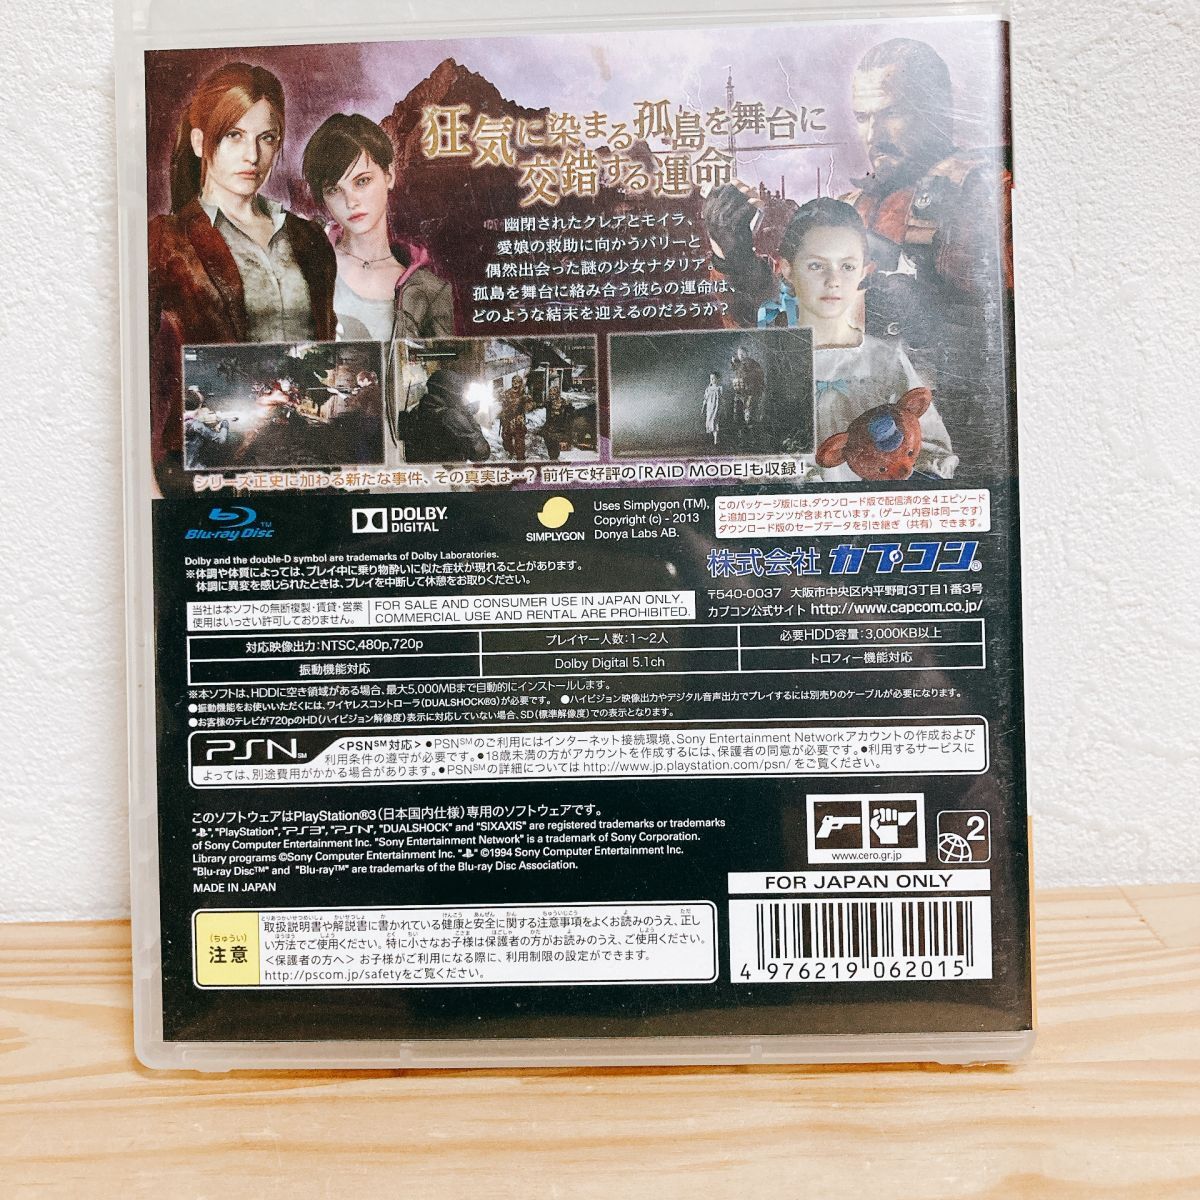 狂気に染まる孤島を舞台に
交錯する運命
幽閉されたクレアとモイラ、
愛娘の救助に向かうバリーと
偶然出会った謎の少女ナタリア。
孤島を舞台に絡み合う彼らの運命は、
どのような結末を迎えるのだろうか?
シリーズ正史に加わる新たな事件、その真実は…? 前作で好評の「RAID MODE」も収録!
Blu-ray Disc™
DOLBY
DIGITAL
SIMPLYGON
Uses Simplygon (TM),
Copyright (c) - 2013
Donya Labs AB.
このパッケージ版には、ダウンロード版で配信済の全4エピソード
と追加コンテンツが含まれています。(ゲーム内容は同一です)
ダウンロード版のセーブデータを引き継ぎ(共有)できます。
Dolby and the double-D symbol are trademarks of Dolby Laboratories.
※体調や体質によっては、プレイ中に乗り物酔いに似た症状が現れることがあります。
体調に異変を感じられたときは、プレイを中断して休憩をお取りください。
株式会社カプコン®
〒540-0037 大阪市中央区内平野町3丁目1番3号
カプコン公式サイト http://www.capcom.co.jp/
当社は本ソフトの無断複製・賃貸・営業
使用はいっさい許可しておりません。
FOR SALE AND CONSUMER USE IN JAPAN ONLY.
COMMERCIAL USE AND RENTAL ARE PROHIBITED.
対応映像出力:NTSC,480p,720p
プレイヤー人数:1〜2人
必要HDD容量:3,000KB以上
振動機能対応
Dolby Digital 5.1ch
トロフィー機能対応
※本ソフトは、HDDに空き領域がある場合、最大5,000MBまで自動的にインストールします。
●振動機能をお使いいただくには、ワイヤレスコントローラ(DUALSHOCK®3)が必要です。 ●ハイビジョン映像出力やデジタル音声出力でプレイするには別売りのケーブルが必要になります。
●お客様のテレビが720pのHD(ハイビジョン解像度)表示に対応していない場合、SD(標準解像度)での表示となります。
PSN
<PSN℠対応> ●PSN℠のご利用にはインターネット接続環境、Sony Entertainment Networkアカウントの作成および
利用条件の遵守が必要です。●18歳未満の方がアカウントを作成するには、保護者の同意が必要です。●利用するサービスに
よっては、別途費用がかかる場合があります。●PSN℠の詳細については http://www.jp.playstation.com/psn/ をご覧ください。
このソフトウェアはPlayStation®3(日本国内仕様)専用のソフトウェアです。
"PlayStation", "PS3", "PSN", "DUALSHOCK" and "SIXAXIS" are registered trademarks or trademarks
of Sony Computer Entertainment Inc. "Sony Entertainment Network" is a trademark of Sony Corporation.
Library programs ©Sony Computer Entertainment Inc. ©1994 Sony Computer Entertainment Inc.
"Blu-ray Disc™" and "Blu-ray™" are trademarks of the Blu-ray Disc Association.
MADE IN JAPAN
www.cero.gr.jp
2
FOR JAPAN ONLY
(ちゅうい)
注意
取扱説明書や解説書に書かれている健康と安全に関する注意事項をよくお読みのうえ、正し
い方法でご使用ください。特に小さなお子様は保護者の方がお読みのうえ、ご使用ください。
<保護者の方へ> お子様がご利用になる際に、利用制限の設定ができます。
http://pscom.jp/safetyをご覧ください。
4 976219 062015